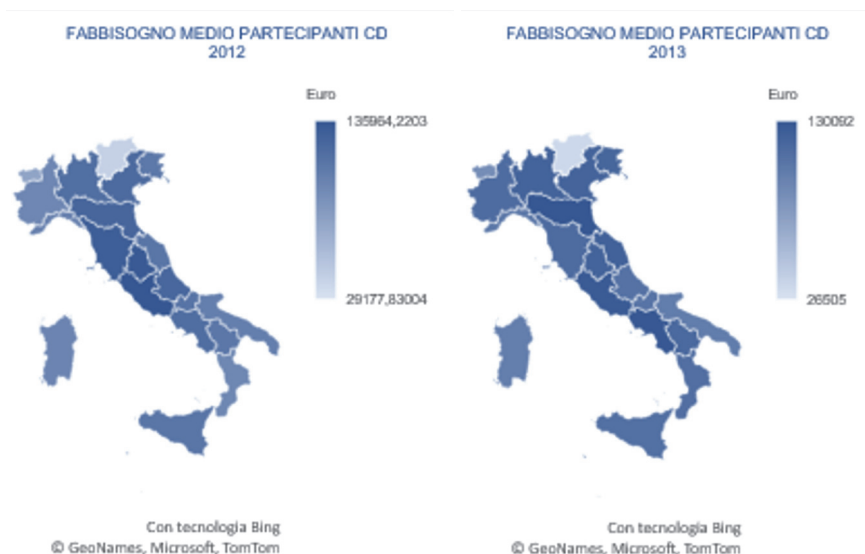 FABBISOGNO MEDIO PARTECIPANTI CD
2012
Euro
135964,2203
29177,83004
Con tecnologia Bing
© GeoNames, Microsoft, TomTom
FABBISOGNO MEDIO PARTECIPANTI CD
2013
Euro
130092
26505
Con tecnologia Bing
© GeoNames, Microsoft, TomTom